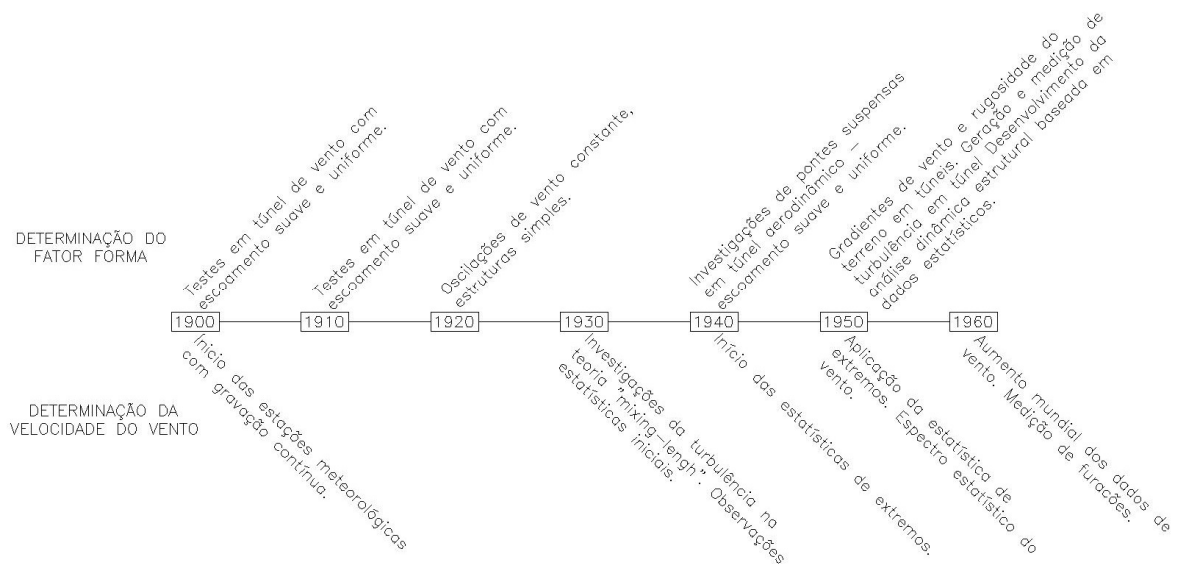 DETERMINAÇÃO DO
FATOR FORMA
Testes em túnel de vento com
escoamento suave e uniforme.
Testes em túnel de vento com
escoamento suave e uniforme.
Oscilações de vento constante,
estruturas simples.
Investigações de pontes suspensas
em túnel aerodinâmico –
escoamento suave e uniforme.
Gradientes de vento e rugosidade do
terreno em túneis. Geração e medição de
turbulência em túnel Desenvolvimento da
análise dinâmica estrutural baseada em
dados estatísticos.
1900
1910
1920
1930
1940
1950
1960
DETERMINAÇÃO DA
VELOCIDADE DO VENTO
Ínicio das estações meteorológicas
com gravação contínua.
Investigações da turbulência na
teoria "mixing–lengh". Observações
estatísticas iniciais.
Início das estatísticas de extremos.
Aplicação da estatística de
extremos. Espectro estatístico do
vento.
Aumento mundial dos dados de
vento. Medição de furacões.